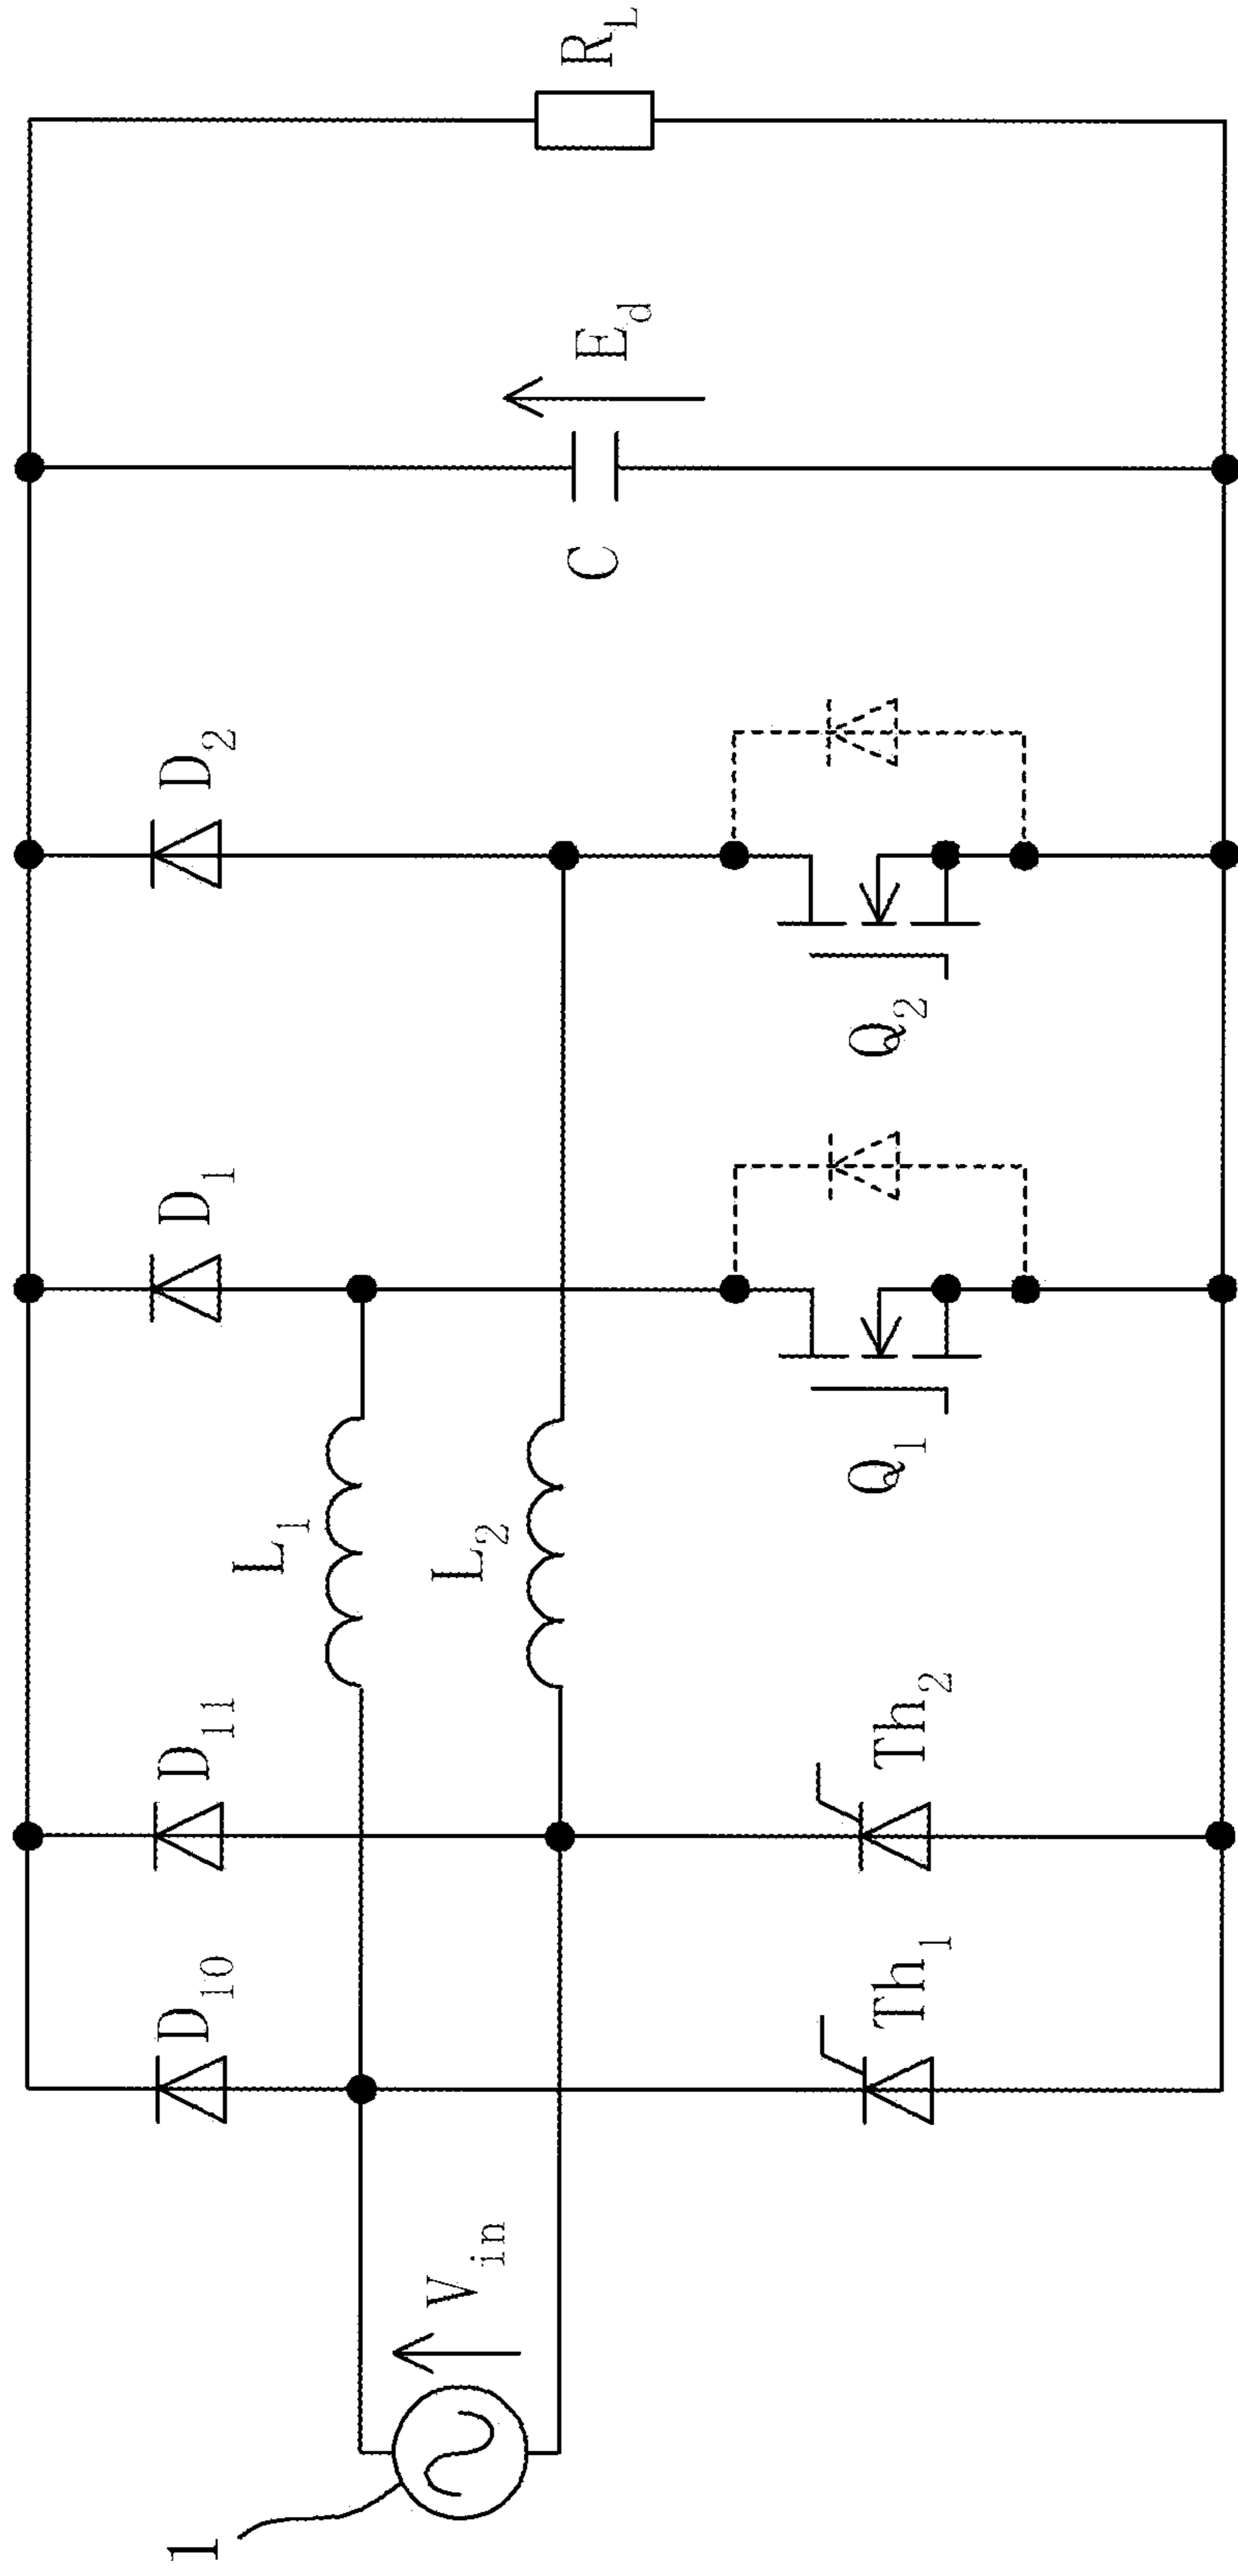 1
V_in
D_10
D_11
Th_1
Th_2
L_1
L_2
D_1
D_2
Q_1
Q_2
C
E_d
R_L